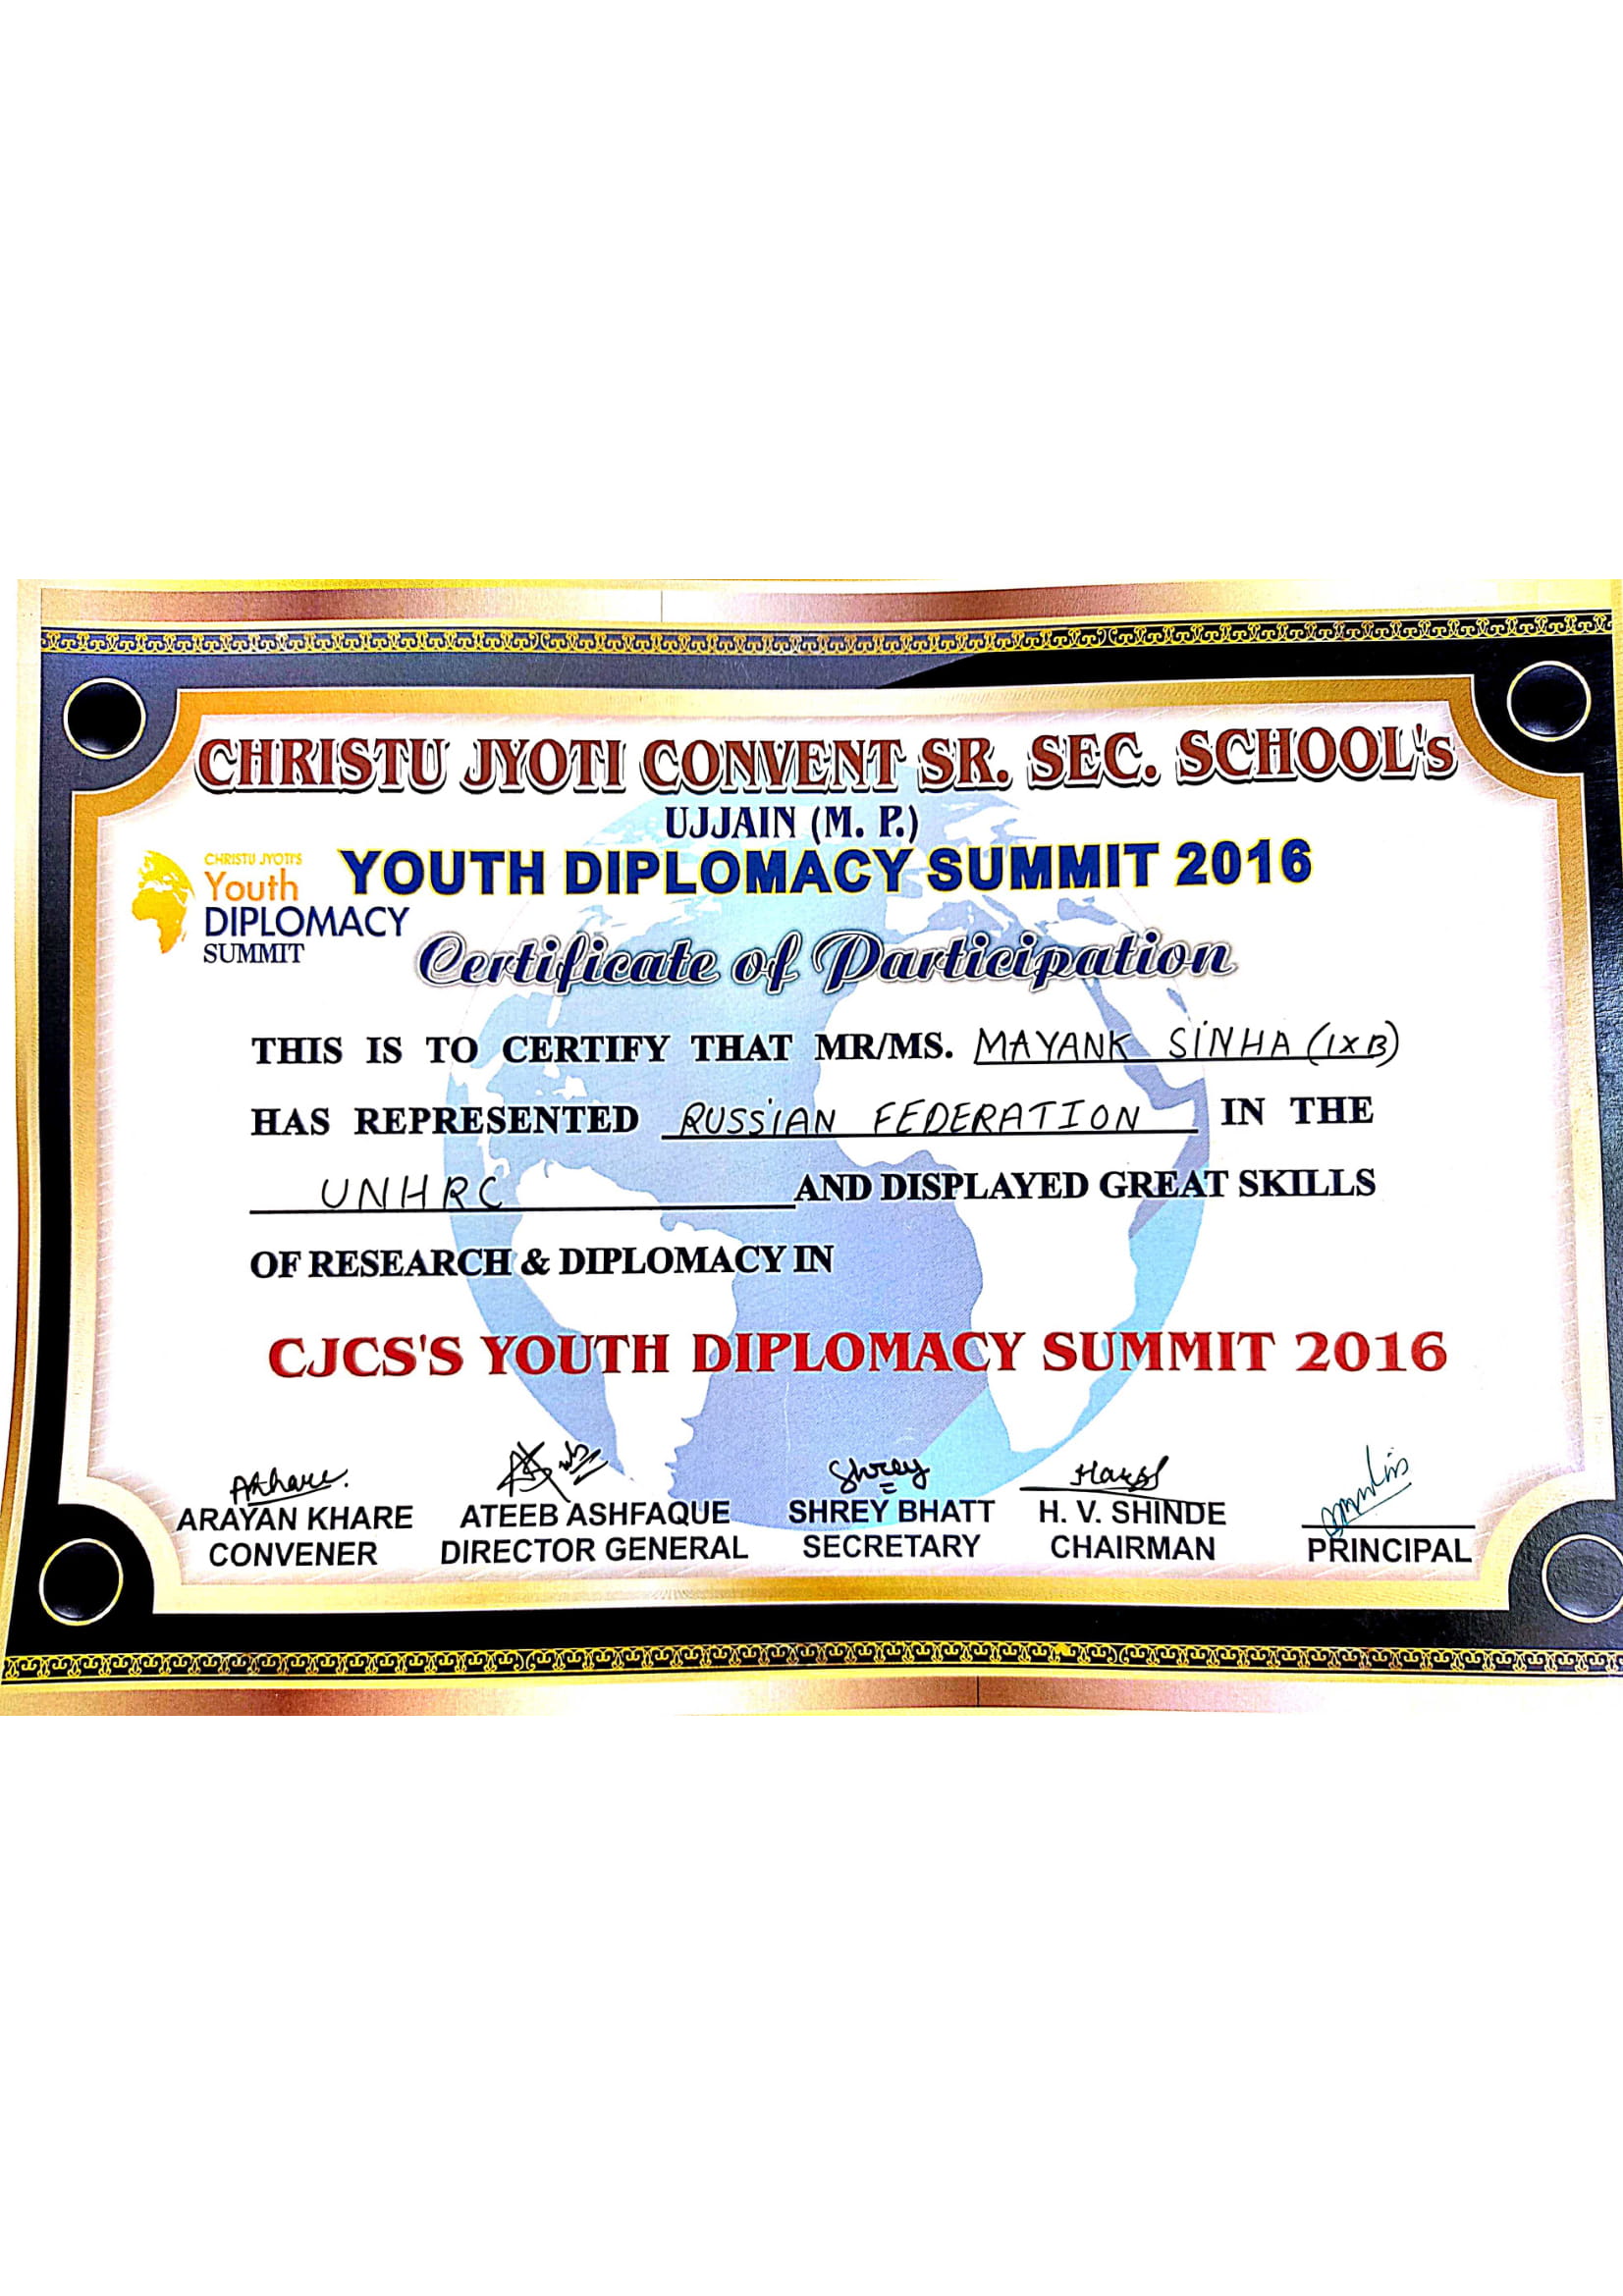 CHRISTU JYOTI CONVENT SR. SEC. SCHOOL's
UJJAIN (M. P.)
YOUTH DIPLOMACY SUMMIT 2016
CHRISTU JYOTI'S
Youth
DIPLOMACY
SUMMIT
Certificate of Participation
THIS IS TO CERTIFY THAT MR/MS. MAYANK SINHA (IXB)
HAS REPRESENTED RUSSIAN FEDERATION IN THE
UNHRC AND DISPLAYED GREAT SKILLS
OF RESEARCH & DIPLOMACY IN
CJCS'S YOUTH DIPLOMACY SUMMIT 2016
Shrey
ARAYAN KHARE ATEEB ASHFAQUE SHREY BHATT H. V. SHINDE
CONVENER DIRECTOR GENERAL SECRETARY CHAIRMAN PRINCIPAL